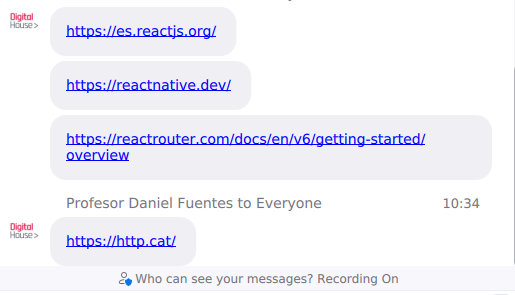 Digital
House>
https://es.reactjs.org/
https://reactnative.dev/
https://reactrouter.com/docs/en/v6/getting-started/
overview
Profesor Daniel Fuentes to Everyone 10:34
Digital
House>
https://http.cat/
Who can see your messages? Recording On